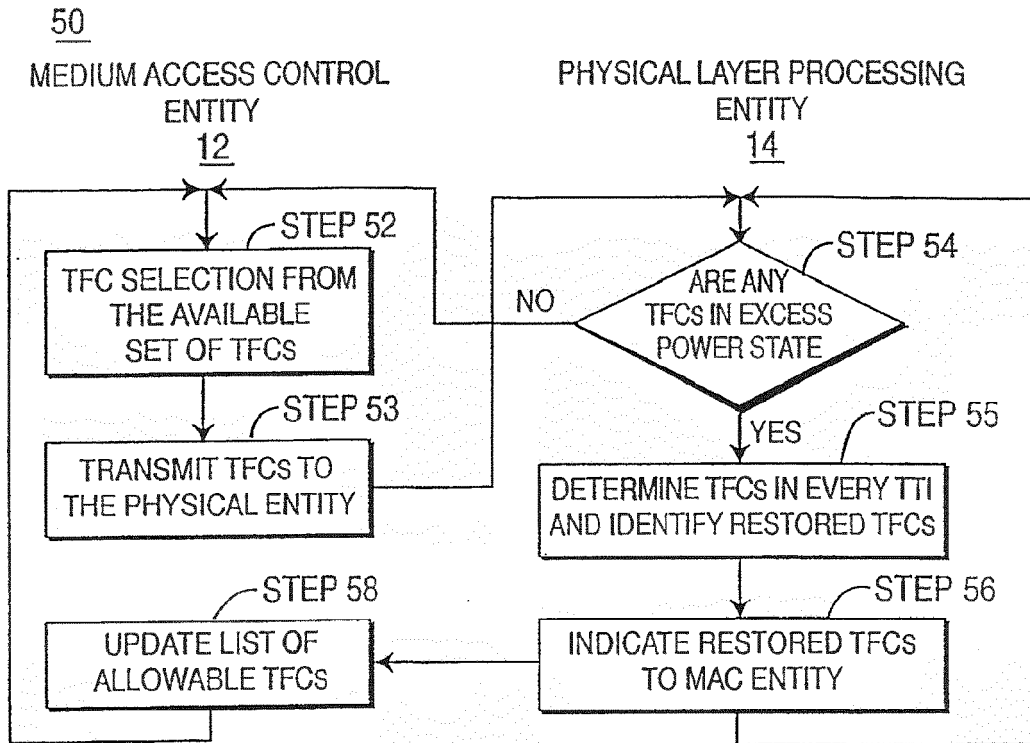 50
MEDIUM ACCESS CONTROL
ENTITY
12
PHYSICAL LAYER PROCESSING
ENTITY
14
STEP 52
TFC SELECTION FROM
THE AVAILABLE
SET OF TFCs
STEP 53
TRANSMIT TFCs TO
THE PHYSICAL ENTITY
STEP 54
ARE ANY
TFCs IN EXCESS
POWER STATE
NO
YES
STEP 55
DETERMINE TFCs IN EVERY TTI
AND IDENTIFY RESTORED TFCs
STEP 56
INDICATE RESTORED TFCs
TO MAC ENTITY
STEP 58
UPDATE LIST OF
ALLOWABLE TFCs